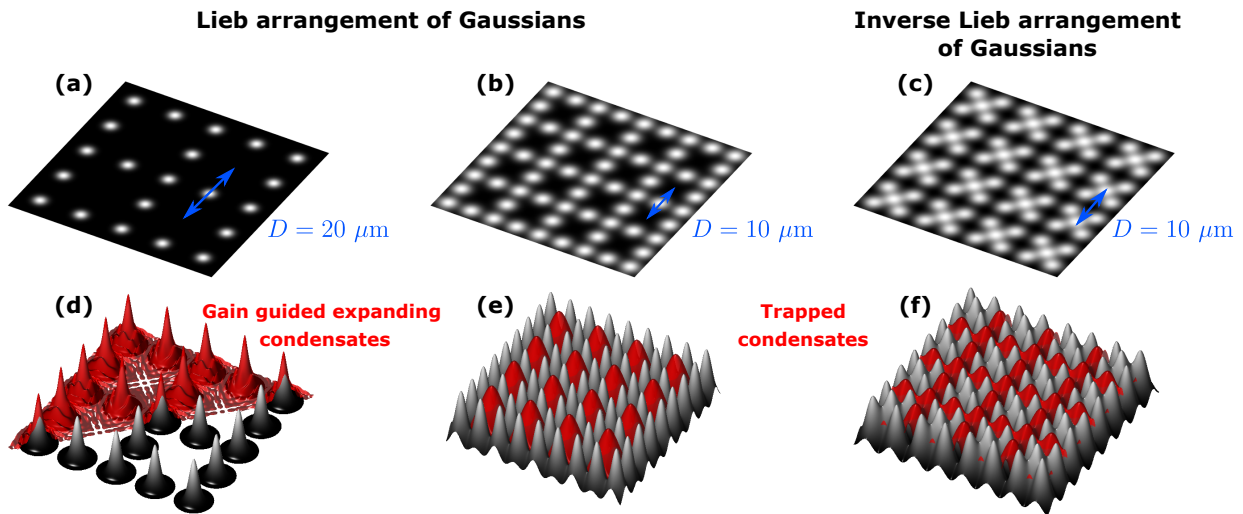 Lieb arrangement of Gaussians
Inverse Lieb arrangement
of Gaussians
(a)
(b)
(c)
D = 20 μm
D = 10 μm
D = 10 μm
(d)
Gain guided expanding
condensates
(e)
Trapped
condensates
(f)